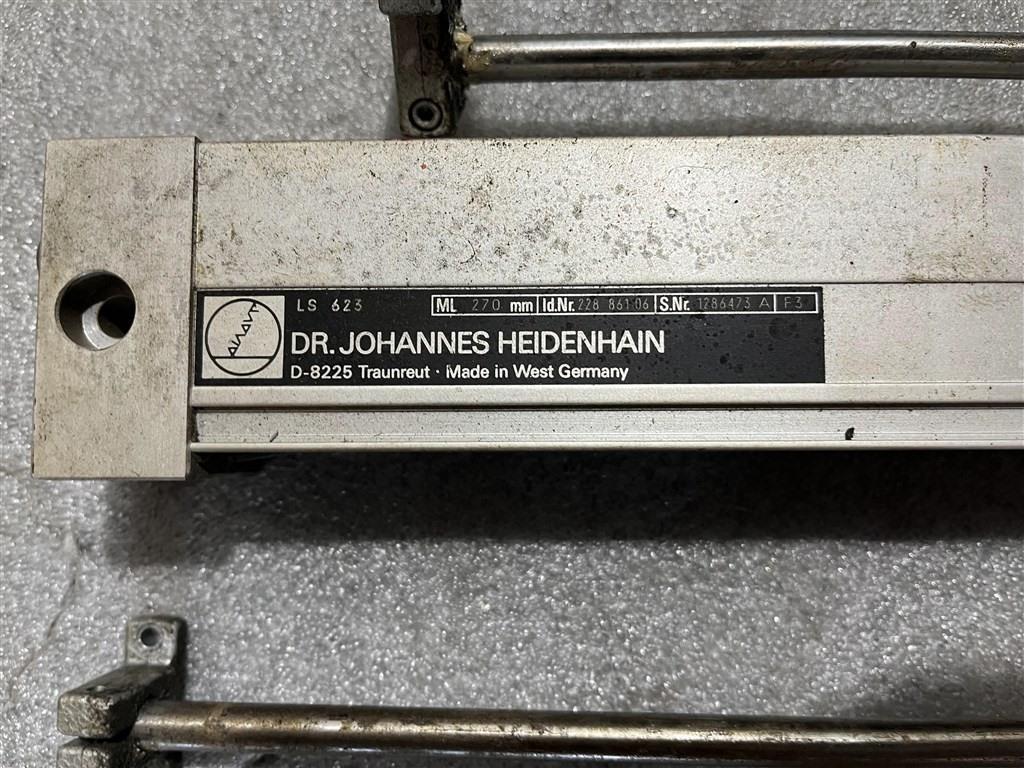 LS 623 ML 270 mm Id.Nr. 228 861 06 S.Nr. 1286473 A F3
DR. JOHANNES HEIDENHAIN
D-8225 Traunreut · Made in West Germany